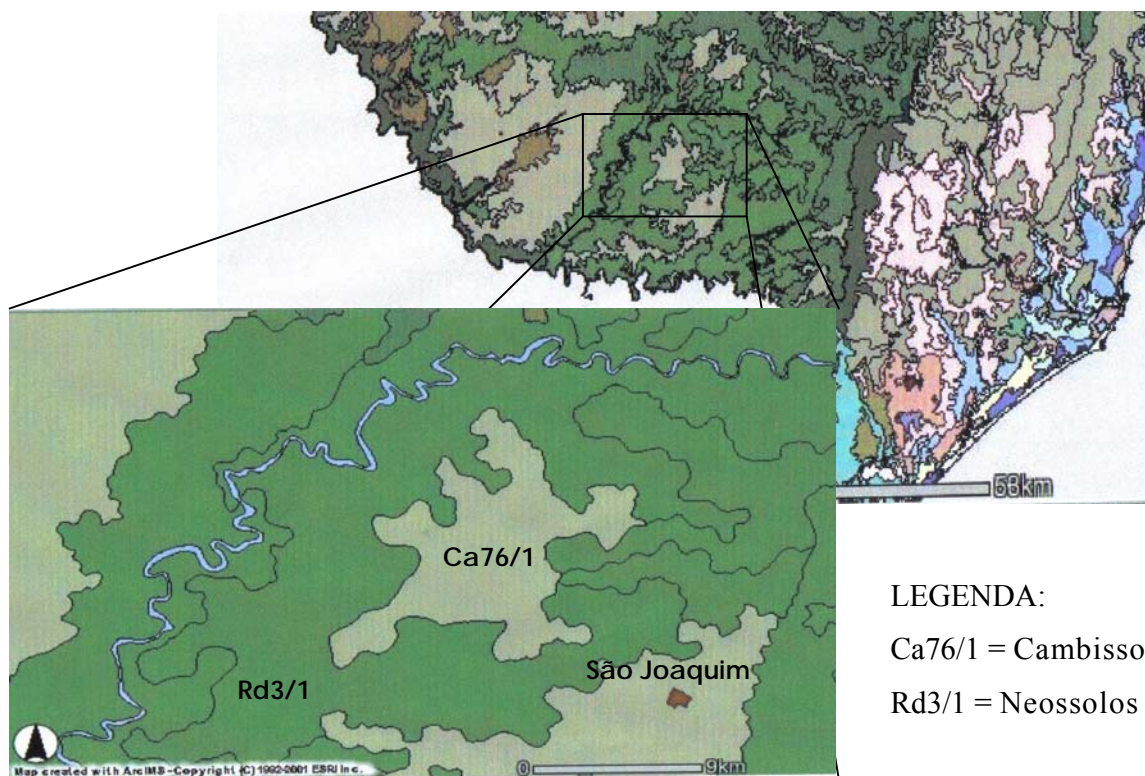 58km
Ca76/1
LEGENDA:
Ca76/1 = Cambisso
São Joaquim
Rd3/1
Rd3/1 = Neossolos
Map created with ArcIMS - Copyright (C) 1992-2001 ESRI Inc.
0 9km